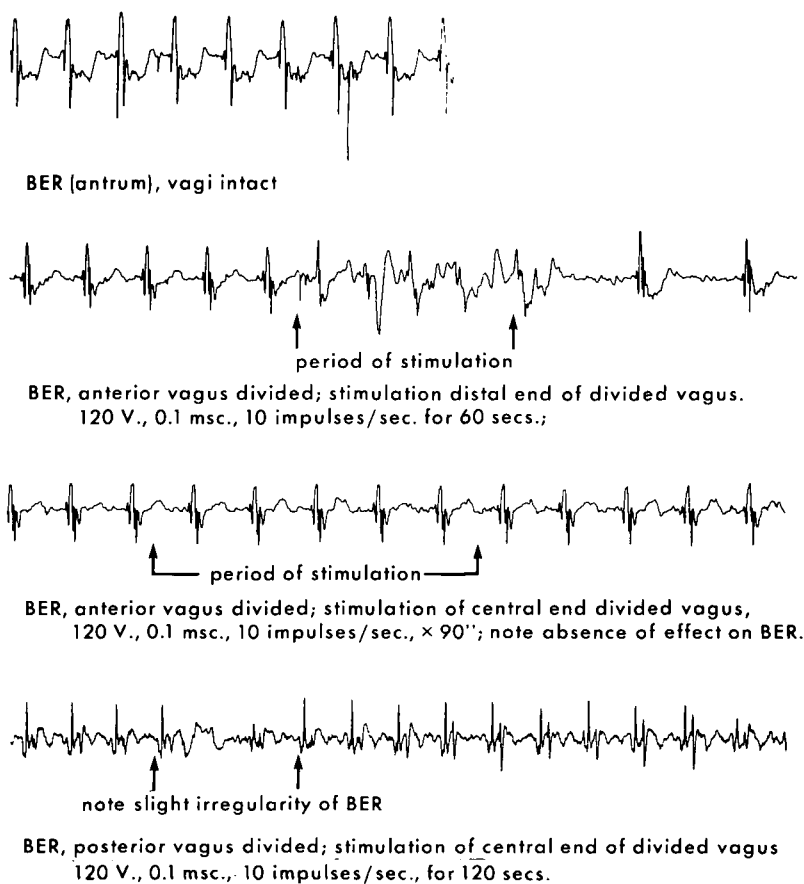 BER (antrum), vagi intact
period of stimulation
BER, anterior vagus divided; stimulation distal end of divided vagus.
120 V., 0.1 msc., 10 impulses/sec. for 60 secs.;
period of stimulation
BER, anterior vagus divided; stimulation of central end divided vagus,
120 V., 0.1 msc., 10 impulses/sec., × 90''; note absence of effect on BER.
note slight irregularity of BER
BER, posterior vagus divided; stimulation of central end of divided vagus
120 V., 0.1 msc., 10 impulses/sec., for 120 secs.